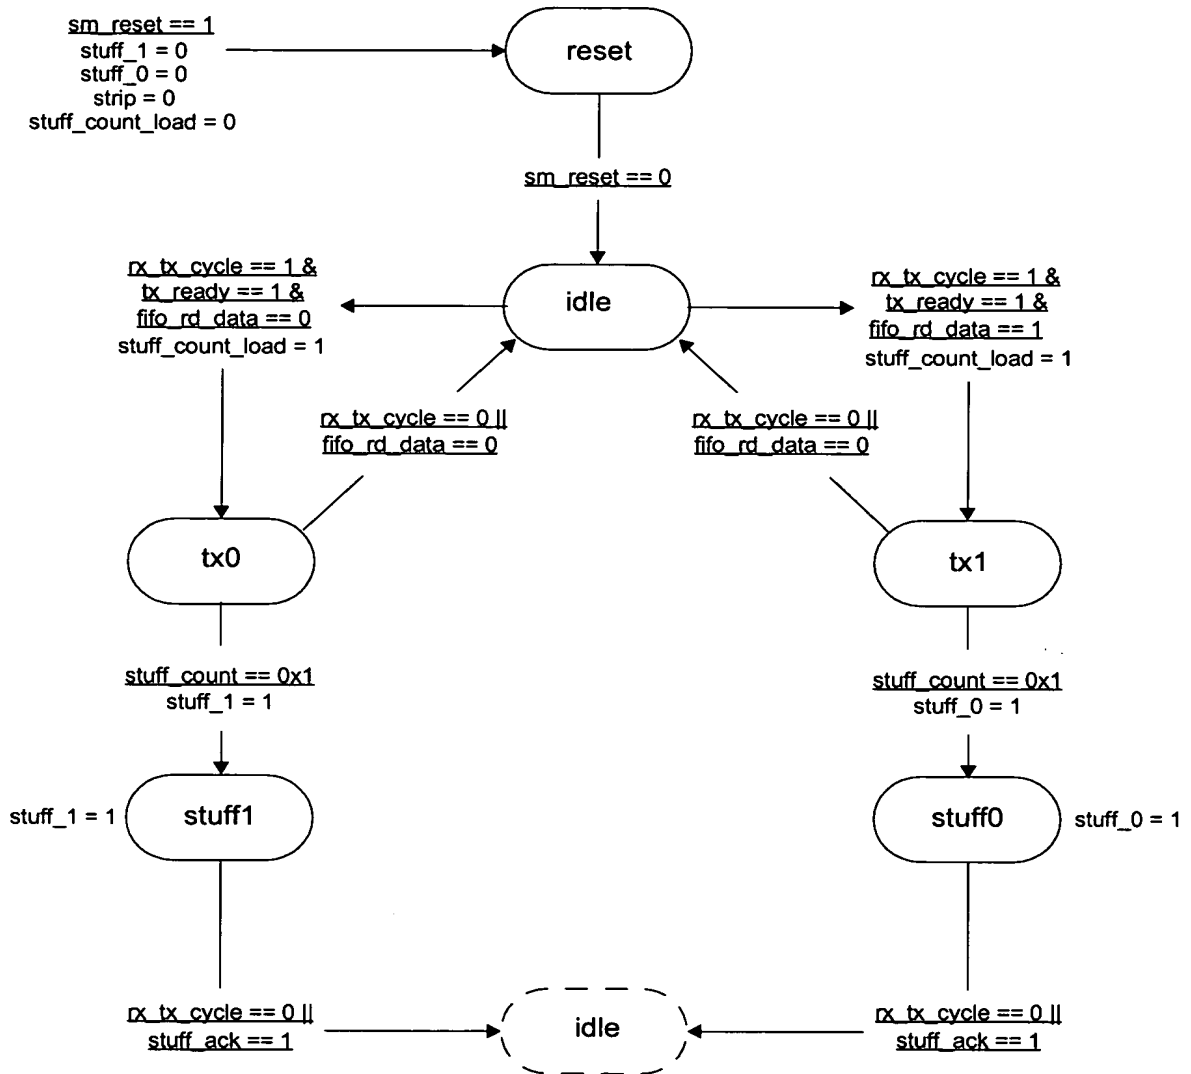 sm_reset == 1
stuff_1 = 0
stuff_0 = 0
strip = 0
stuff_count_load = 0
reset
sm_reset == 0
idle
rx_tx_cycle == 1 &
tx_ready == 1 &
fifo_rd_data == 0
stuff_count_load = 1
rx_tx_cycle == 1 &
tx_ready == 1 &
fifo_rd_data == 1
stuff_count_load = 1
rx_tx_cycle == 0 ||
fifo_rd_data == 0
rx_tx_cycle == 0 ||
fifo_rd_data == 0
tx0
tx1
stuff_count == 0x1
stuff_1 = 1
stuff_count == 0x1
stuff_0 = 1
stuff_1 = 1
stuff1
stuff0
stuff_0 = 1
rx_tx_cycle == 0 ||
stuff_ack == 1
idle
rx_tx_cycle == 0 ||
stuff_ack == 1